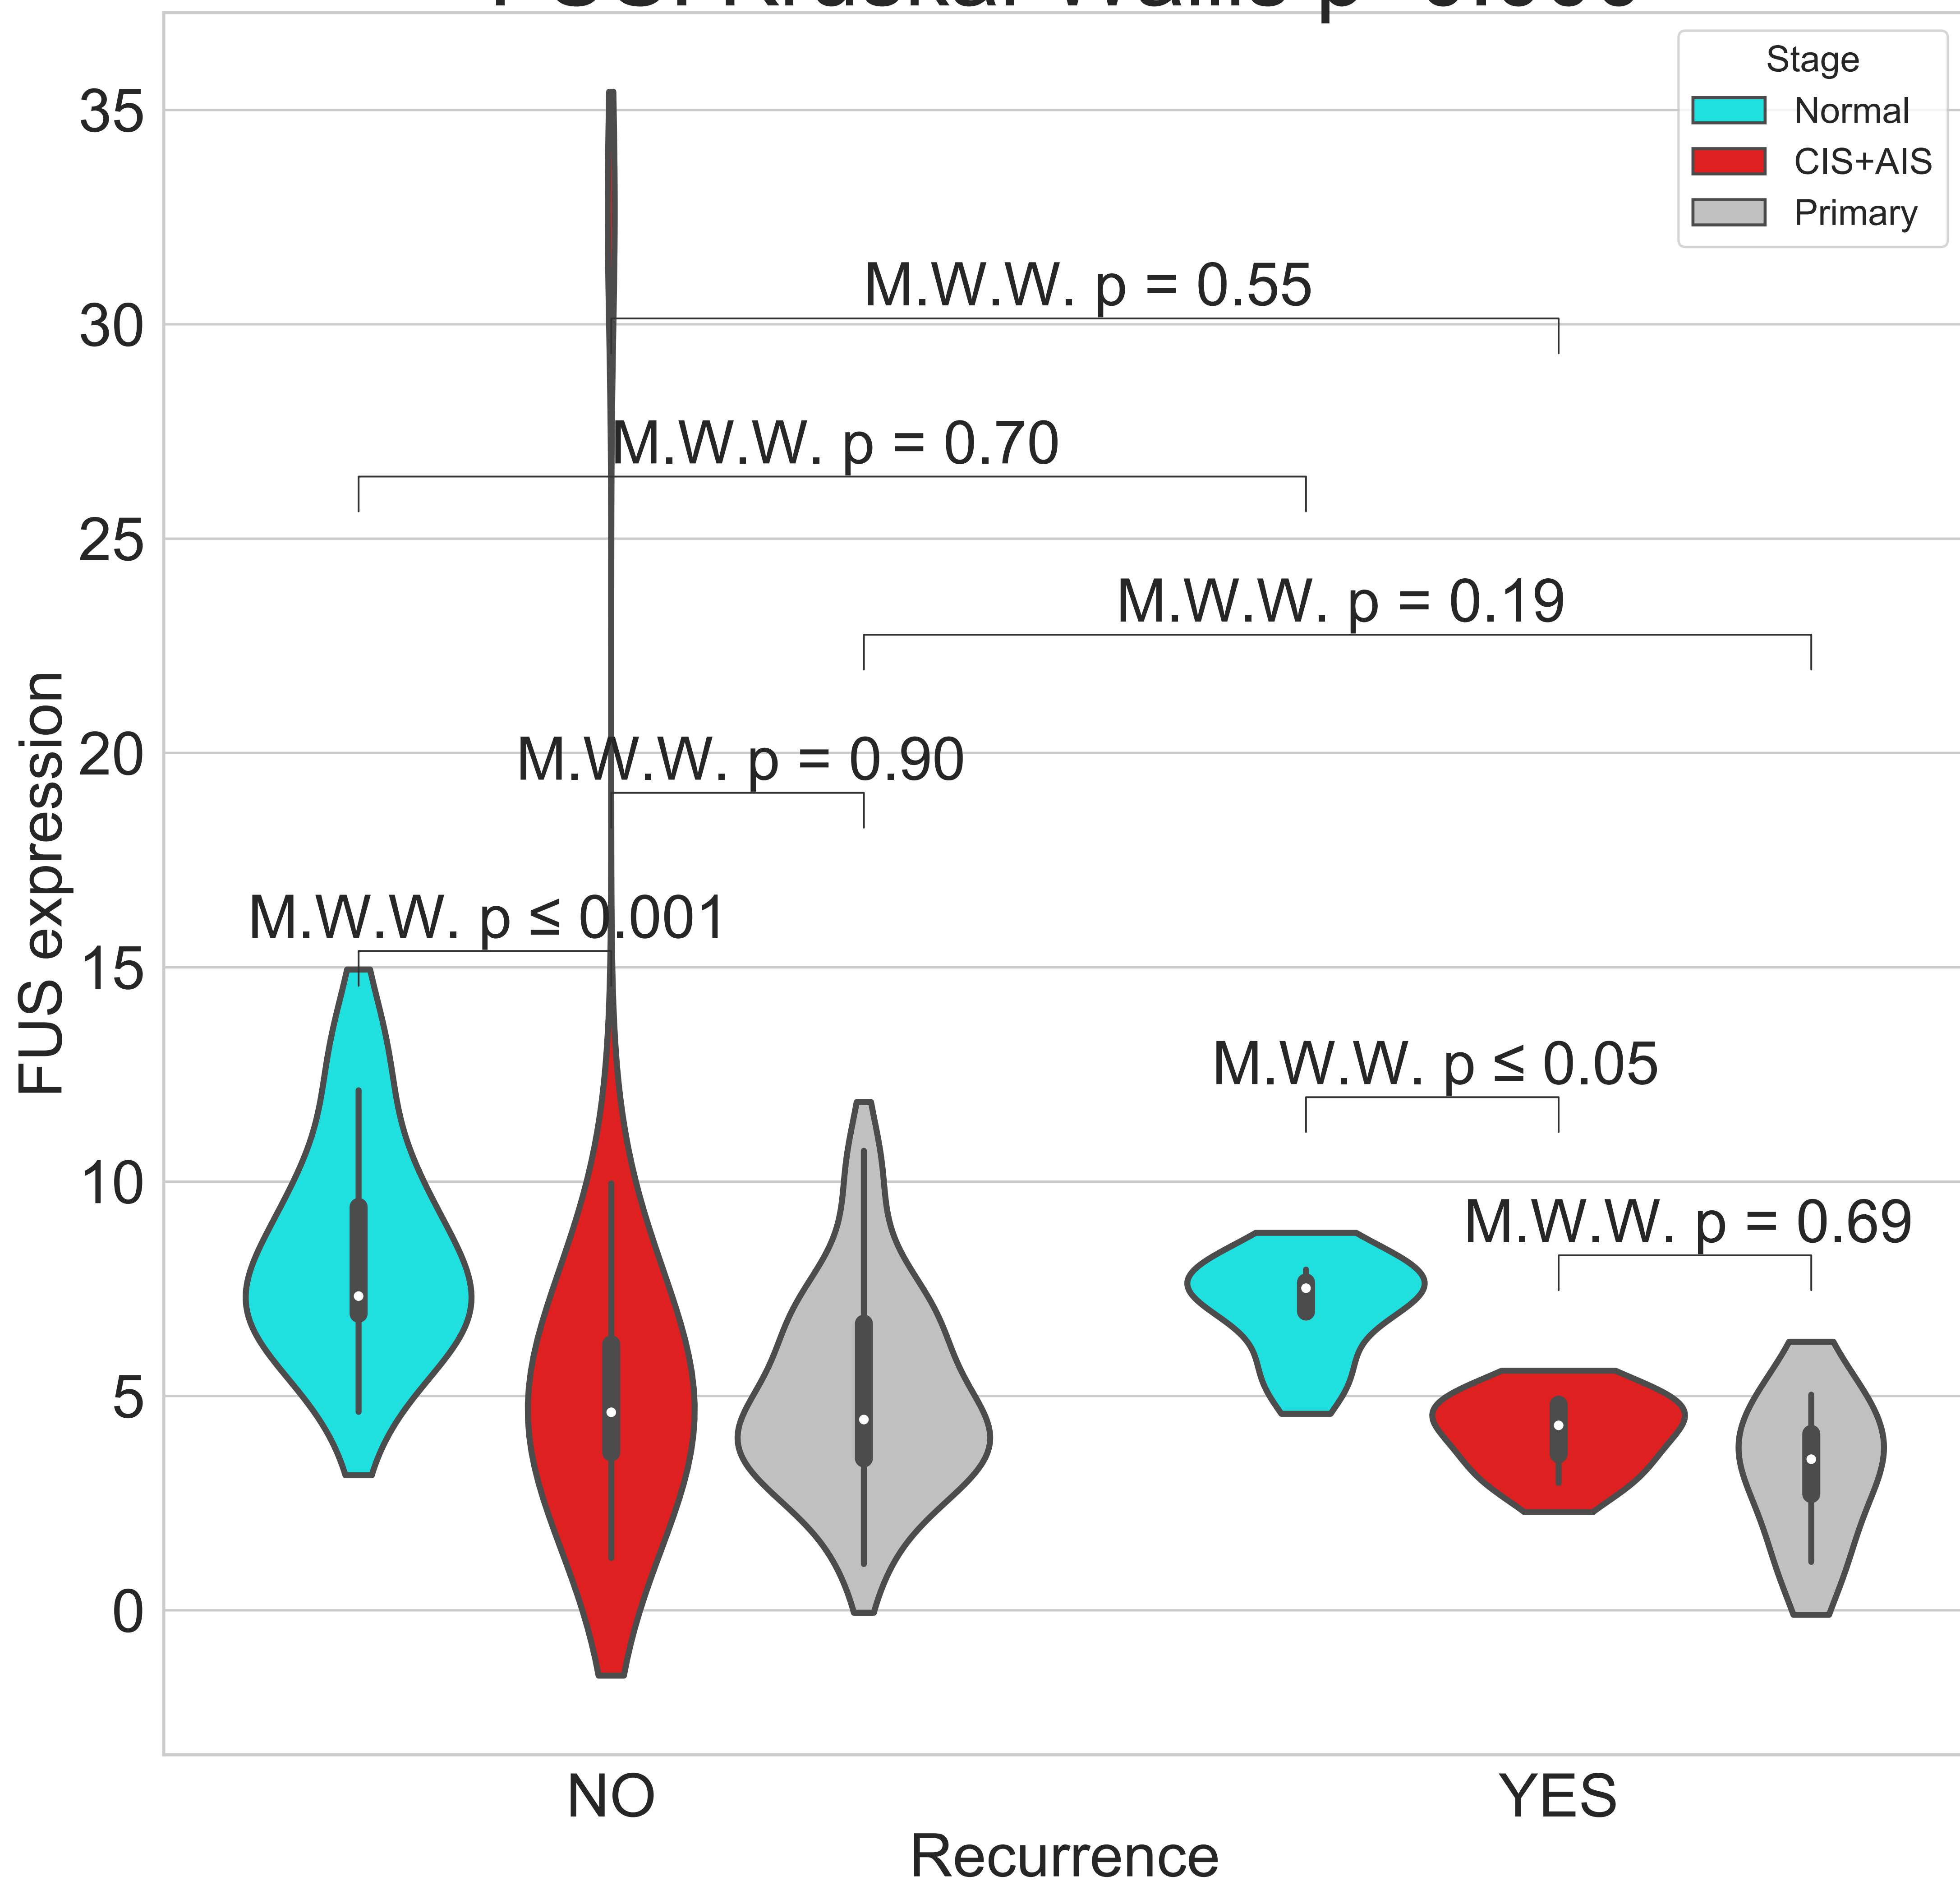 Stage
Normal
CIS+AIS
Primary
35
30
25
20
15
10
5
0
FUS expression
M.W.W. p = 0.55
M.W.W. p = 0.70
M.W.W. p = 0.19
M.W.W. p = 0.90
M.W.W. p ≤ 0.001
M.W.W. p ≤ 0.05
M.W.W. p = 0.69
NO
YES
Recurrence